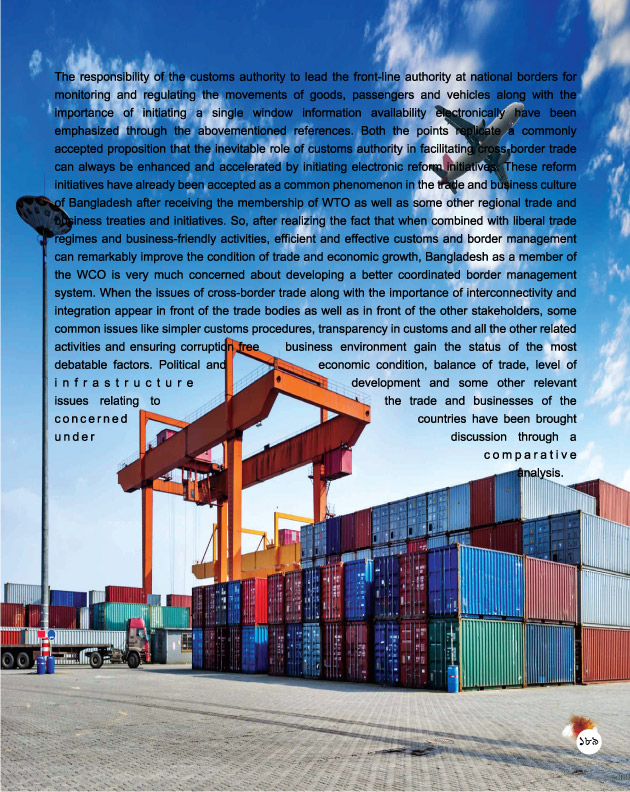 The responsibility of the customs authority to lead the front-line authority at national borders for
monitoring and regulating the movements of goods, passengers and vehicles along with the
importance of initiating a single window information availability electronically have been
emphasized through the abovementioned references. Both the points replicate a commonly
accepted proposition that the inevitable role of customs authority in facilitating cross-border trade
can always be enhanced and accelerated by initiating electronic reform initiatives. These reform
initiatives have already been accepted as a common phenomenon in the trade and business culture
of Bangladesh after receiving the membership of WTO as well as some other regional trade and
business treaties and initiatives. So, after realizing the fact that when combined with liberal trade
regimes and business-friendly activities, efficient and effective customs and border management
can remarkably improve the condition of trade and economic growth, Bangladesh as a member of
the WCO is very much concerned about developing a better coordinated border management
system. When the issues of cross-border trade along with the importance of interconnectivity and
integration appear in front of the trade bodies as well as in front of the other stakeholders, some
common issues like simpler customs procedures, transparency in customs and all the other related
activities and ensuring corruption free business environment gain the status of the most
debatable factors. Political and economic condition, balance of trade, level of
infrastructure development and some other relevant
issues relating to the trade and businesses of the
concerned countries have been brought
under discussion through a
comparative
analysis.
১৮৯